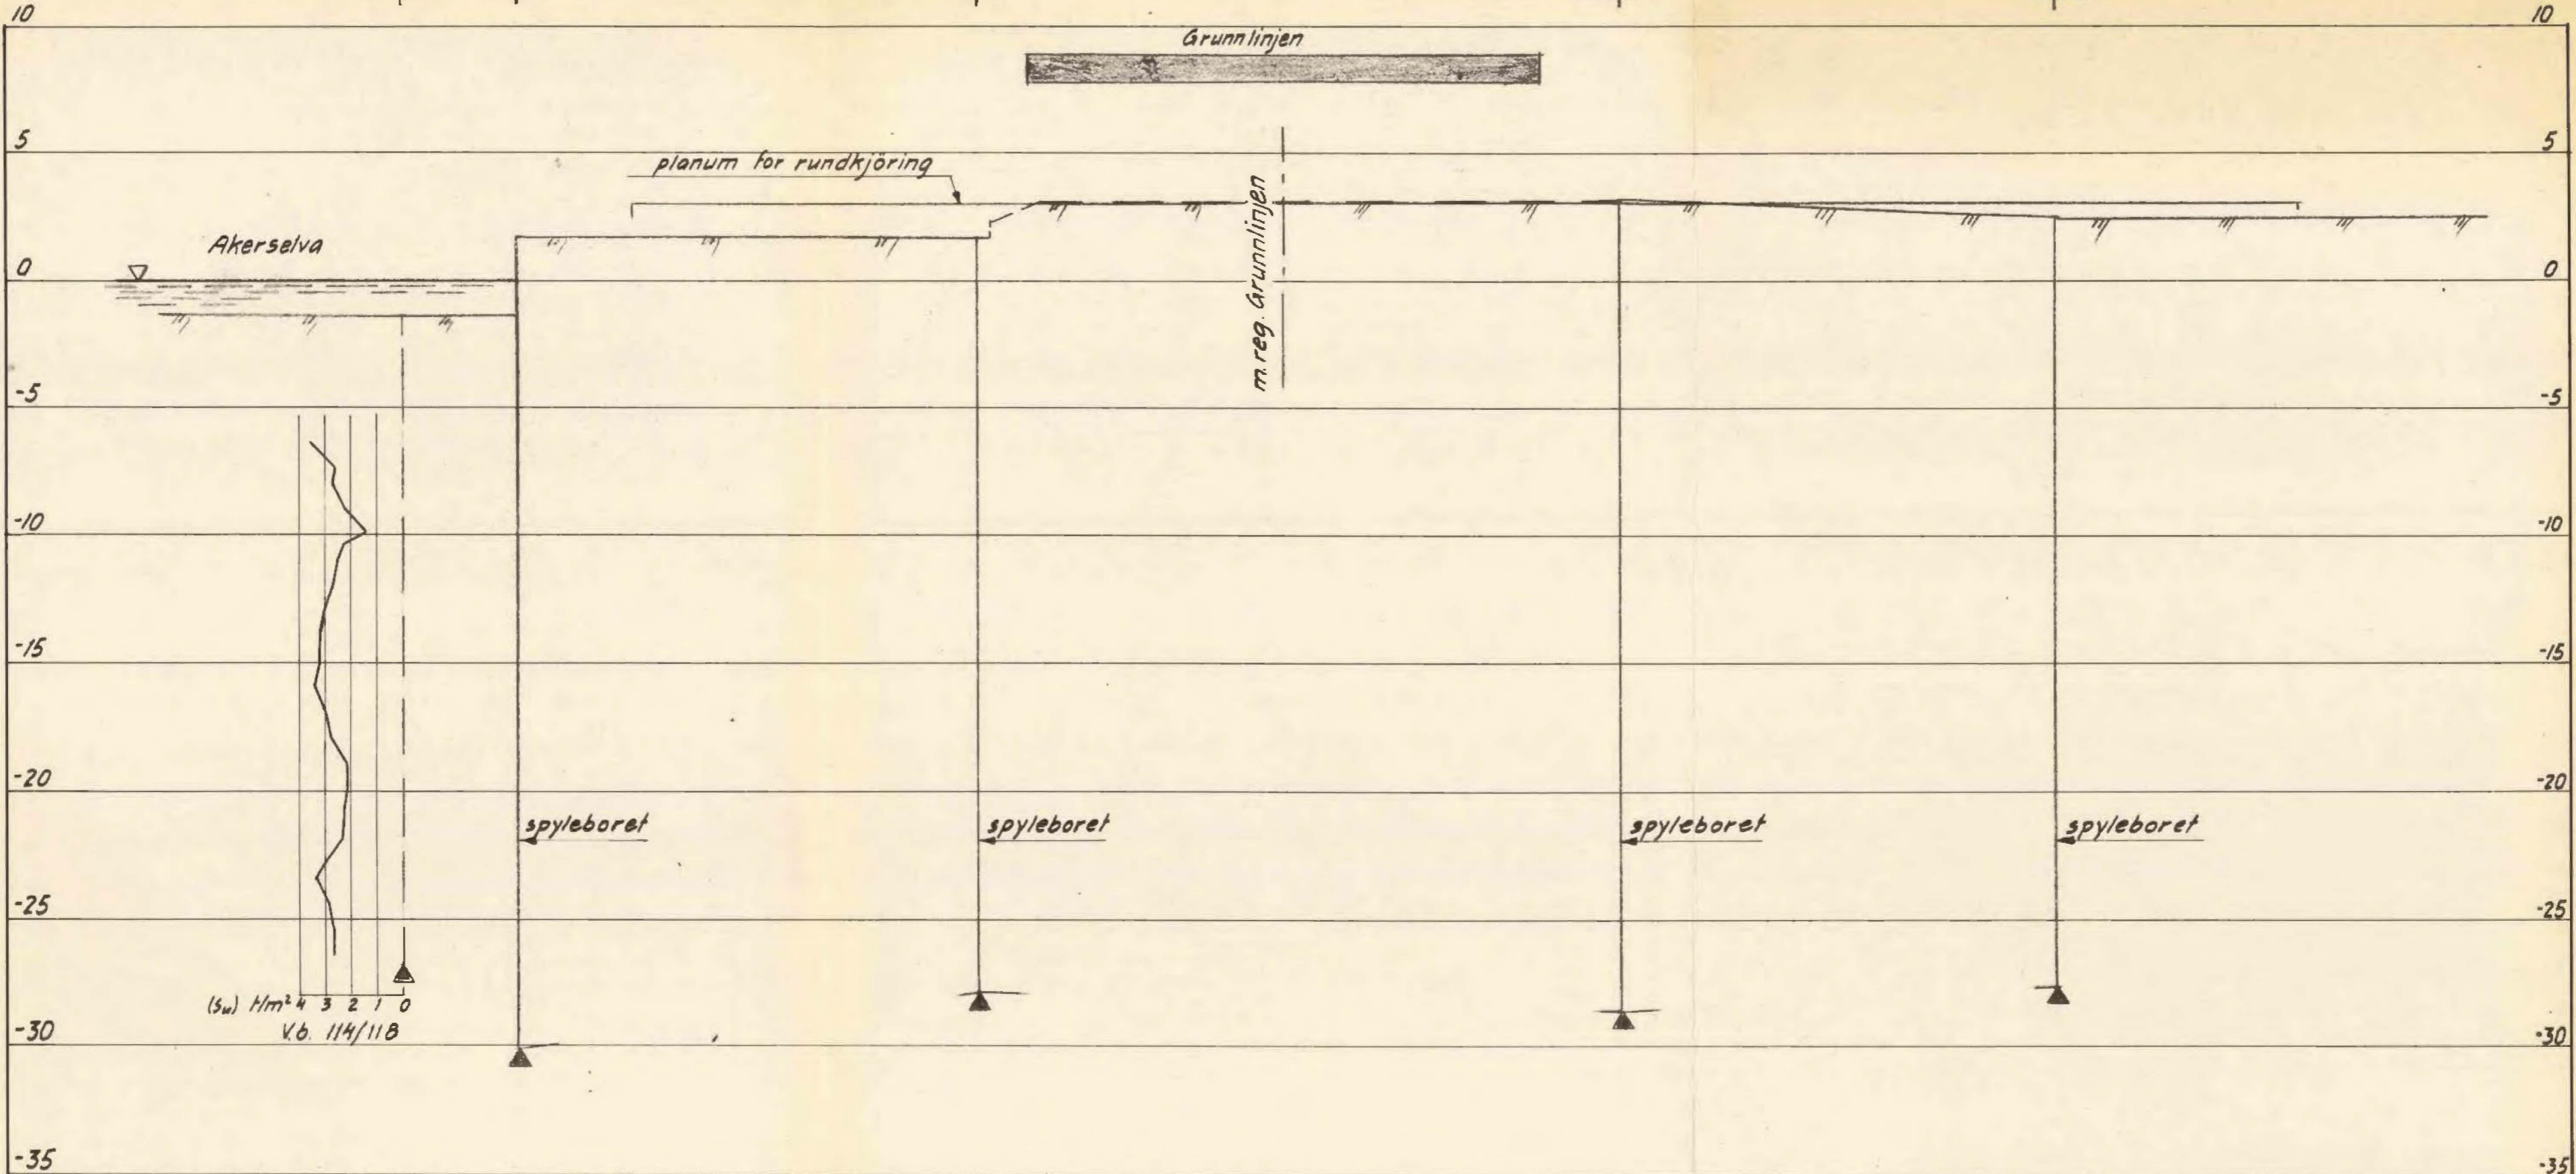 10 10
Grunnlinjen
5 5
planum for rundkjöring
m. reg. Grunnlinjen
Akerselva
0 0
-5 -5
-10 -10
-15 -15
-20 -20
spyleboret spyleboret spyleboret spyleboret
-25 -25
(Su) t/m² 4 3 2 1 0
V.b. 114/118
-30 -30
-35 -35